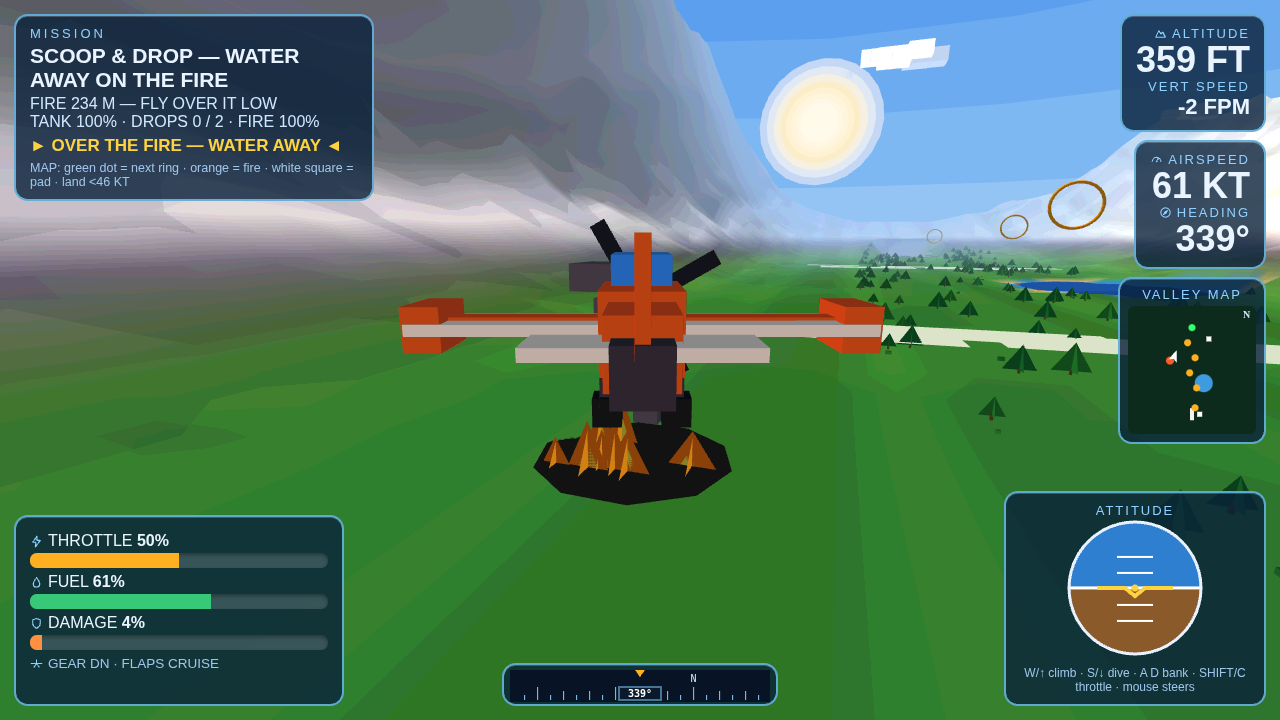 MISSION
SCOOP & DROP — WATER
AWAY ON THE FIRE
FIRE 234 M — FLY OVER IT LOW
TANK 100% · DROPS 0 / 2 · FIRE 100%
► OVER THE FIRE — WATER AWAY ◄
MAP: green dot = next ring · orange = fire · white square =
pad · land <46 KT
ALTITUDE
359 FT
VERT SPEED
-2 FPM
AIRSPEED
61 KT
HEADING
339°
VALLEY MAP
N
THROTTLE 50%
FUEL 61%
DAMAGE 4%
GEAR DN · FLAPS CRUISE
N
339°
ATTITUDE
W/↑ climb · S/↓ dive · A D bank · SHIFT/C
throttle · mouse steers